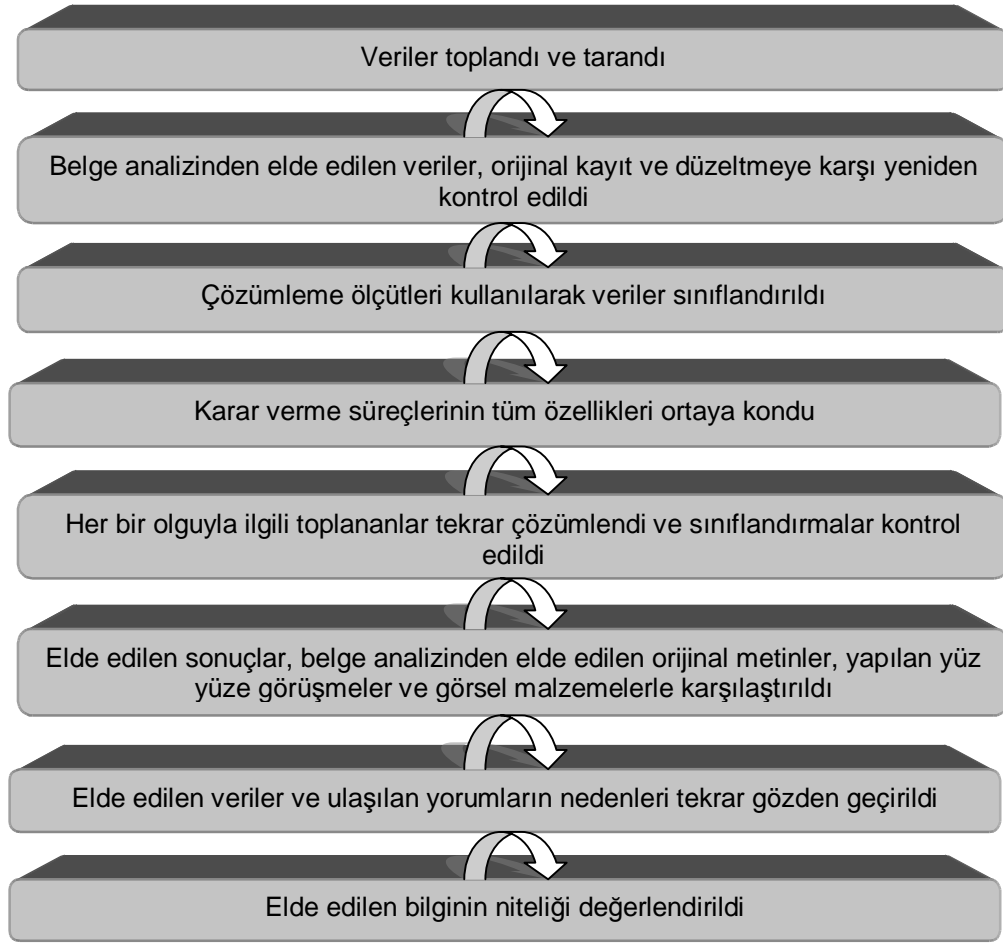 Veriler toplandı ve tarandı
Belge analizinden elde edilen veriler, orijinal kayıt ve düzeltmeye karşı yeniden
kontrol edildi
Çözümleme ölçütleri kullanılarak veriler sınıflandırıldı
Karar verme süreçlerinin tüm özellikleri ortaya kondu
Her bir olguyla ilgili toplananlar tekrar çözümlendi ve sınıflandırmalar kontrol
edildi
Elde edilen sonuçlar, belge analizinden elde edilen orijinal metinler, yapılan yüz
yüze görüşmeler ve görsel malzemelerle karşılaştırıldı
Elde edilen veriler ve ulaşılan yorumların nedenleri tekrar gözden geçirildi
Elde edilen bilginin niteliği değerlendirildi